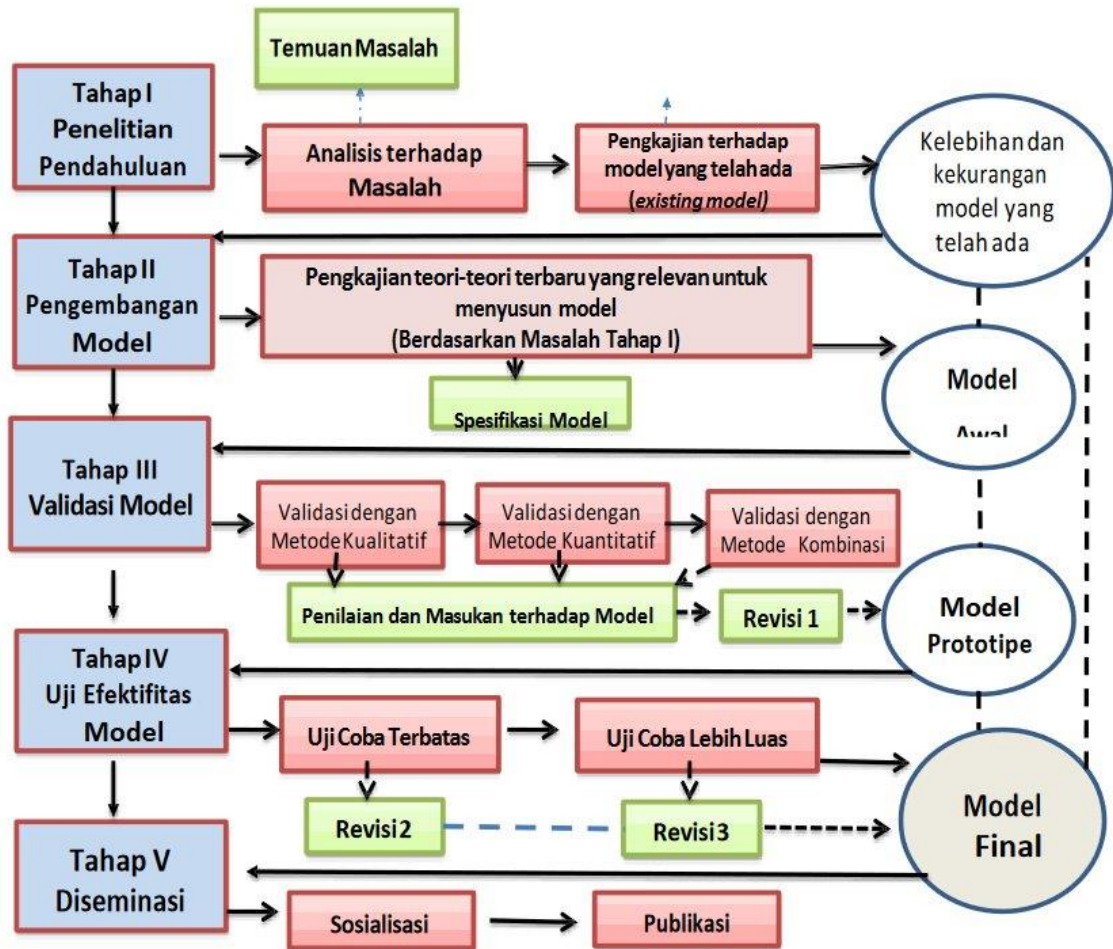 Temuan Masalah
Tahap I
Penelitian
Pendahuluan
Analisis terhadap
Masalah
Pengkajian terhadap
model yang telah ada
(existing model)
Kelebihan dan
kekurangan
model yang
telah ada
Tahap II
Pengembangan
Model
Pengkajian teori-teori terbaru yang relevan untuk
menyusun model
(Berdasarkan Masalah Tahap I)
Spesifikasi Model
Model
Awal
Tahap III
Validasi Model
Validasi dengan
Metode Kualitatif
Validasi dengan
Metode Kuantitatif
Validasi dengan
Metode Kombinasi
Penilaian dan Masukan terhadap Model
Revisi 1
Model
Prototipe
Tahap IV
Uji Efektifitas
Model
Uji Coba Terbatas
Uji Coba Lebih Luas
Revisi 2
Revisi 3
Model
Final
Tahap V
Diseminasi
Sosialisasi
Publikasi